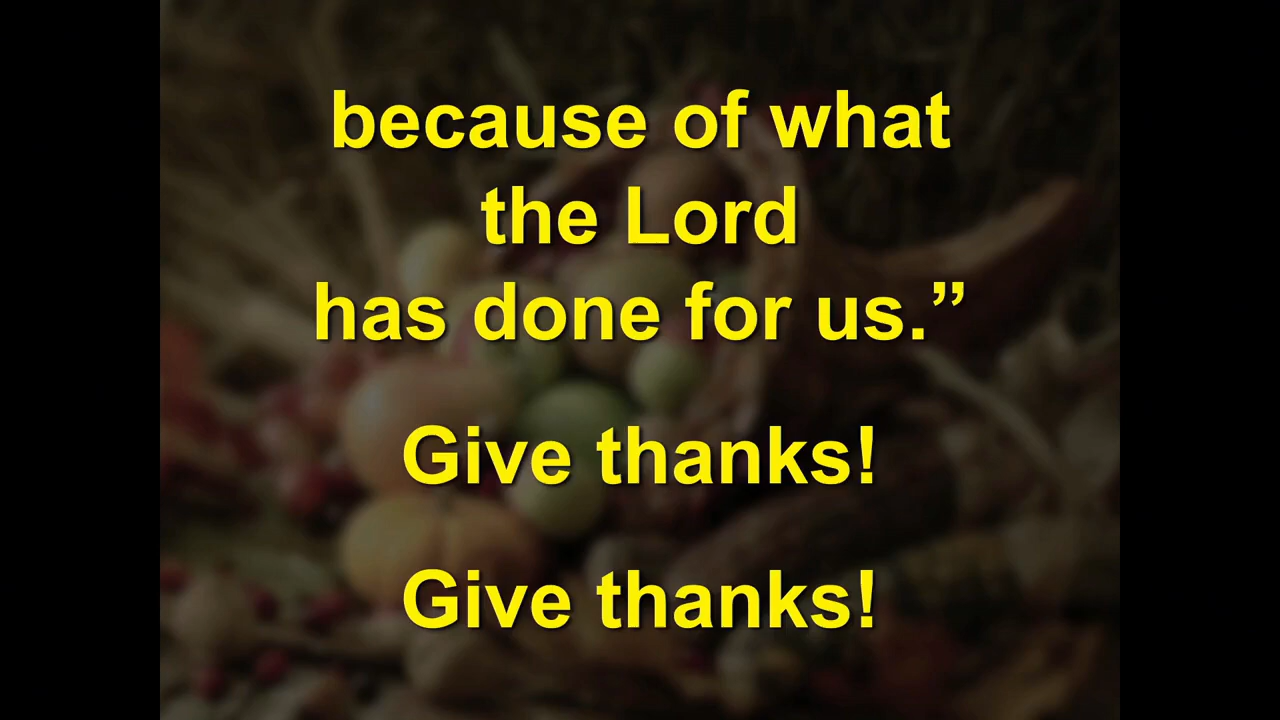 because of what
the Lord
has done for us.”
Give thanks!
Give thanks!